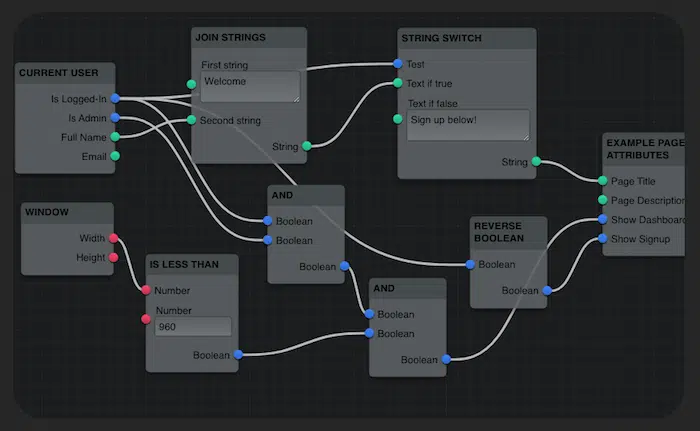 CURRENT USER
Is Logged-In
Is Admin
Full Name
Email
JOIN STRINGS
First string
Welcome
Second string
String
STRING SWITCH
Test
Text if true
Text if false
Sign up below!
String
EXAMPLE PAGE
ATTRIBUTES
Page Title
Page Description
Show Dashboard
Show Signup
WINDOW
Width
Height
IS LESS THAN
Number
Number
960
Boolean
AND
Boolean
Boolean
Boolean
AND
Boolean
Boolean
Boolean
REVERSE
BOOLEAN
Boolean
Boolean